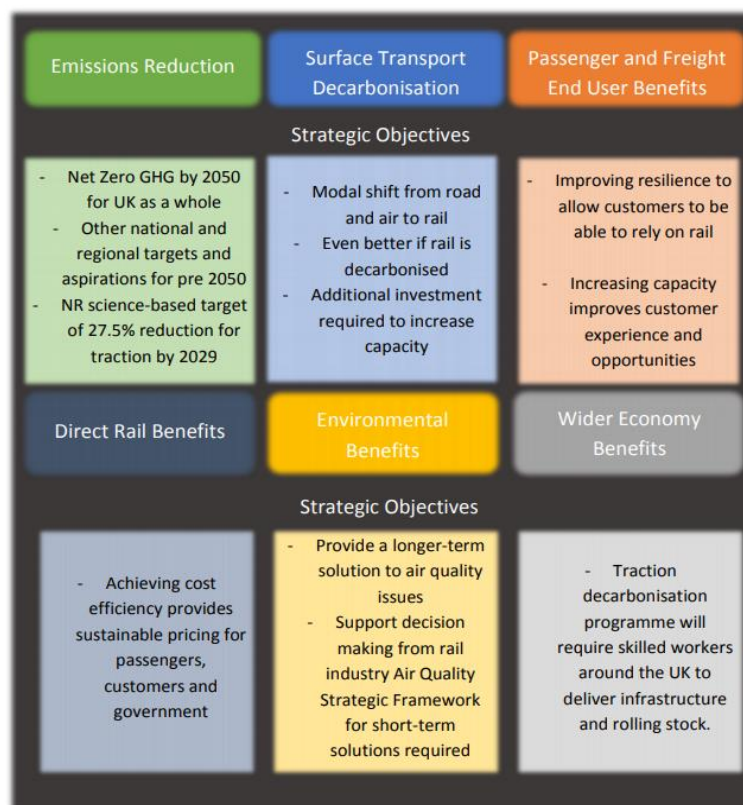 Emissions Reduction
Surface Transport
Decarbonisation
Passenger and Freight
End User Benefits
Strategic Objectives
- Net Zero GHG by 2050
for UK as a whole
- Other national and
regional targets and
aspirations for pre 2050
- NR science-based target
of 27.5% reduction for
traction by 2029
- Modal shift from road
and air to rail
- Even better if rail is
decarbonised
- Additional investment
required to increase
capacity
- Improving resilience to
allow customers to be
able to rely on rail
- Increasing capacity
improves customer
experience and
opportunities
Direct Rail Benefits
Environmental
Benefits
Wider Economy
Benefits
Strategic Objectives
- Achieving cost
efficiency provides
sustainable pricing for
passengers,
customers and
government
- Provide a longer-term
solution to air quality
issues
- Support decision
making from rail
industry Air Quality
Strategic Framework
for short-term
solutions required
- Traction
decarbonisation
programme will
require skilled workers
around the UK to
deliver infrastructure
and rolling stock.